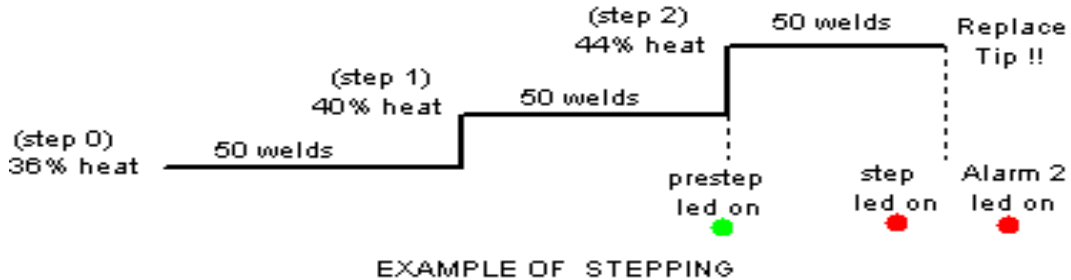 (step 2)
44% heat
50 welds
Replace
Tip !!
(step 1)
40% heat
50 welds
(step 0)
36% heat
50 welds
prestep
led on
step
led on
Alarm 2
led on
EXAMPLE OF STEPPING